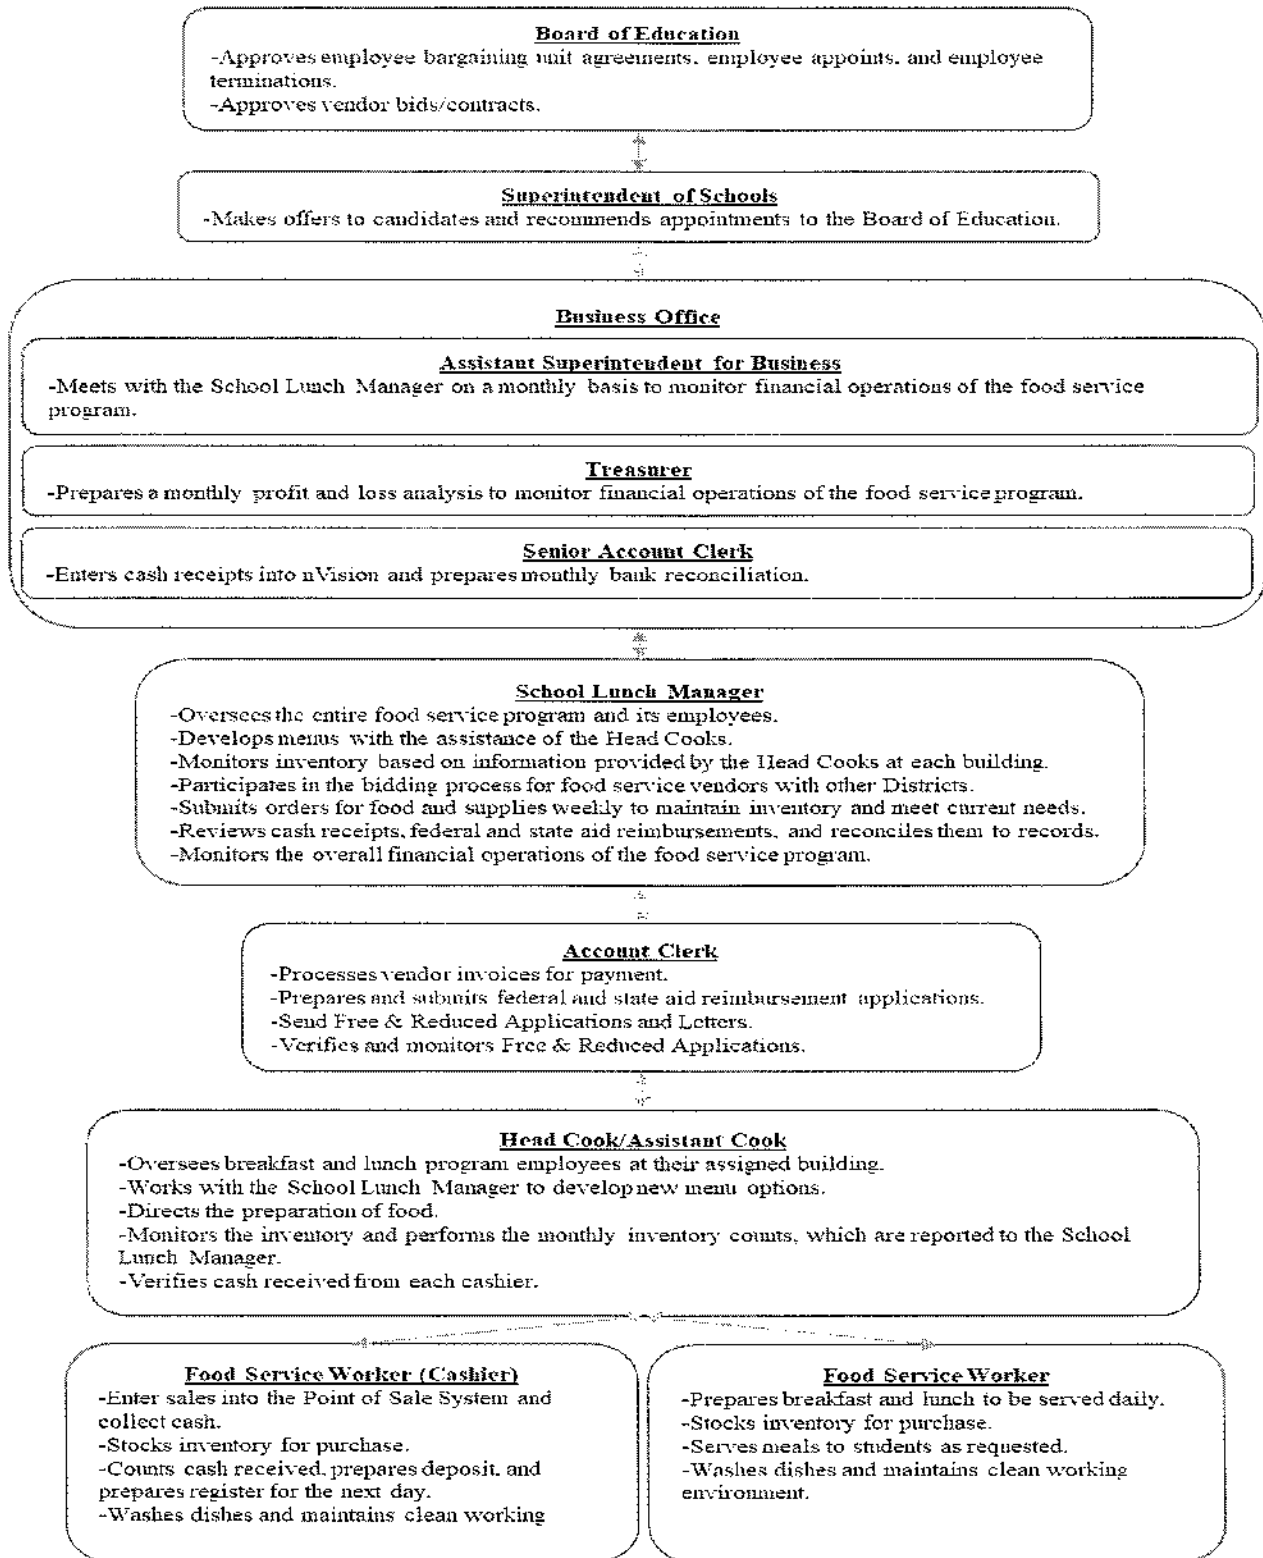 Board of Education
-Approves employee bargaining unit agreements, employee appoints, and employee
terminations.
-Approves vendor bids/contracts.
Superintendent of Schools
-Makes offers to candidates and recommends appointments to the Board of Education.
Business Office
Assistant Superintendent for Business
-Meets with the School Lunch Manager on a monthly basis to monitor financial operations of the food service
program.
Treasurer
-Prepares a monthly profit and loss analysis to monitor financial operations of the food service program.
Senior Account Clerk
-Enters cash receipts into nVision and prepares monthly bank reconciliation.
School Lunch Manager
-Oversees the entire food service program and its employees.
-Develops menus with the assistance of the Head Cooks.
-Monitors inventory based on information provided by the Head Cooks at each building.
-Participates in the bidding process for food service vendors with other Districts.
-Submits orders for food and supplies weekly to maintain inventory and meet current needs.
-Reviews cash receipts, federal and state aid reimbursements, and reconciles them to records.
-Monitors the overall financial operations of the food service program.
Account Clerk
-Processes vendor invoices for payment.
-Prepares and submits federal and state aid reimbursement applications.
-Send Free & Reduced Applications and Letters.
-Verifies and monitors Free & Reduced Applications.
Head Cook/Assistant Cook
-Oversees breakfast and lunch program employees at their assigned building.
-Works with the School Lunch Manager to develop new menu options.
-Directs the preparation of food.
-Monitors the inventory and performs the monthly inventory counts, which are reported to the School
Lunch Manager.
-Verifies cash received from each cashier.
Food Service Worker (Cashier)
-Enter sales into the Point of Sale System and
collect cash.
-Stocks inventory for purchase.
-Counts cash received, prepares deposit, and
prepares register for the next day.
-Washes dishes and maintains clean working
Food Service Worker
-Prepares breakfast and lunch to be served daily.
-Stocks inventory for purchase.
-Serves meals to students as requested.
-Washes dishes and maintains clean working
environment.